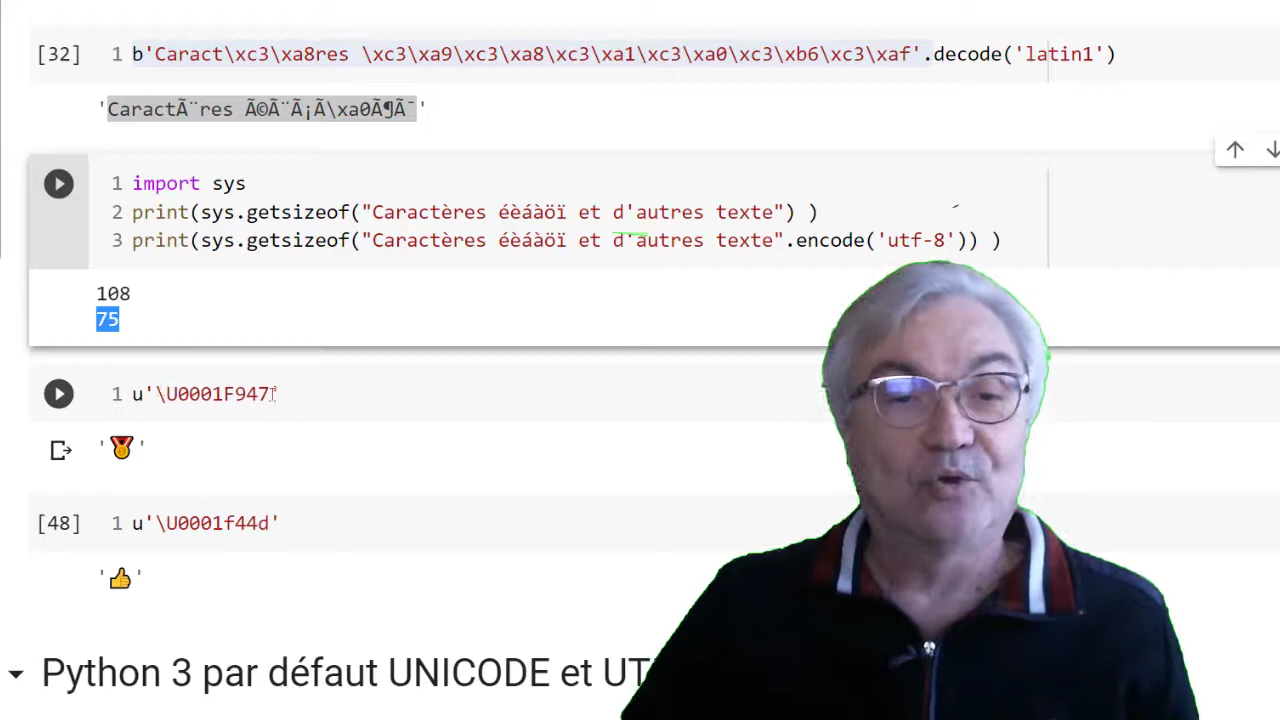 [32] 1 b'Caract\xc3\xa8res \xc3\xa9\xc3\xa8\xc3\xa1\xc3\xa0\xc3\xb6\xc3\xaf'.decode('latin1')
'CaractÃ¨res Ã©Ã¨Ã¡Ã\xa0Ã¶Ã¯'
1 import sys
2 print(sys.getsizeof("Caractères éèáàöï et d'autres texte") )
3 print(sys.getsizeof("Caractères éèáàöï et d'autres texte".encode('utf-8')) )
108
75
1 u'\U0001F947
'🏅'
[48] 1 u'\U0001f44d'
'👍'
Python 3 par défaut UNICODE et